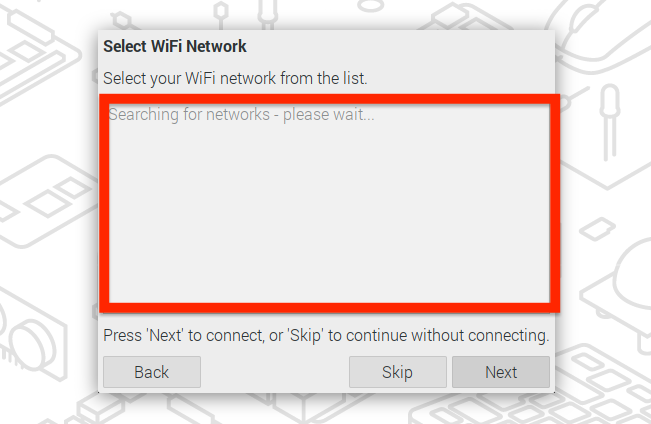 Select WiFi Network
Select your WiFi network from the list.
Searching for networks - please wait...
Press 'Next' to connect, or 'Skip' to continue without connecting.
Back Skip Next